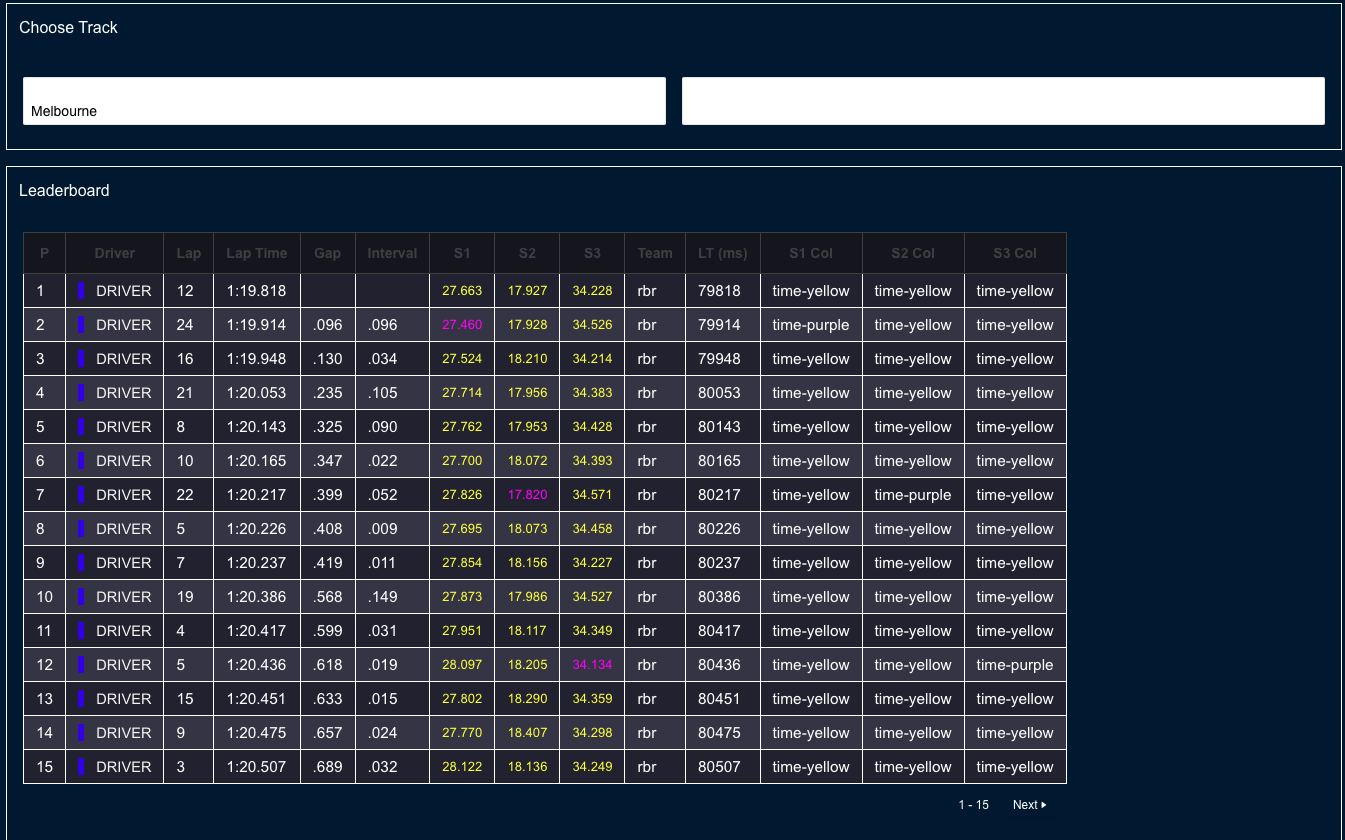 Choose Track
Melbourne
Leaderboard
P Driver Lap Lap Time Gap Interval S1 S2 S3 Team LT (ms) S1 Col S2 Col S3 Col
1 DRIVER 12 1:19.818 27.663 17.927 34.228 rbr 79818 time-yellow time-yellow time-yellow
2 DRIVER 24 1:19.914 .096 .096 27.460 17.928 34.526 rbr 79914 time-purple time-yellow time-yellow
3 DRIVER 16 1:19.948 .130 .034 27.524 18.210 34.214 rbr 79948 time-yellow time-yellow time-yellow
4 DRIVER 21 1:20.053 .235 .105 27.714 17.956 34.383 rbr 80053 time-yellow time-yellow time-yellow
5 DRIVER 8 1:20.143 .325 .090 27.762 17.953 34.428 rbr 80143 time-yellow time-yellow time-yellow
6 DRIVER 10 1:20.165 .347 .022 27.700 18.072 34.393 rbr 80165 time-yellow time-yellow time-yellow
7 DRIVER 22 1:20.217 .399 .052 27.826 17.820 34.571 rbr 80217 time-yellow time-purple time-yellow
8 DRIVER 5 1:20.226 .408 .009 27.695 18.073 34.458 rbr 80226 time-yellow time-yellow time-yellow
9 DRIVER 7 1:20.237 .419 .011 27.854 18.156 34.227 rbr 80237 time-yellow time-yellow time-yellow
10 DRIVER 19 1:20.386 .568 .149 27.873 17.986 34.527 rbr 80386 time-yellow time-yellow time-yellow
11 DRIVER 4 1:20.417 .599 .031 27.951 18.117 34.349 rbr 80417 time-yellow time-yellow time-yellow
12 DRIVER 5 1:20.436 .618 .019 28.097 18.205 34.134 rbr 80436 time-yellow time-yellow time-purple
13 DRIVER 15 1:20.451 .633 .015 27.802 18.290 34.359 rbr 80451 time-yellow time-yellow time-yellow
14 DRIVER 9 1:20.475 .657 .024 27.770 18.407 34.298 rbr 80475 time-yellow time-yellow time-yellow
15 DRIVER 3 1:20.507 .689 .032 28.122 18.136 34.249 rbr 80507 time-yellow time-yellow time-yellow
1 - 15 Next